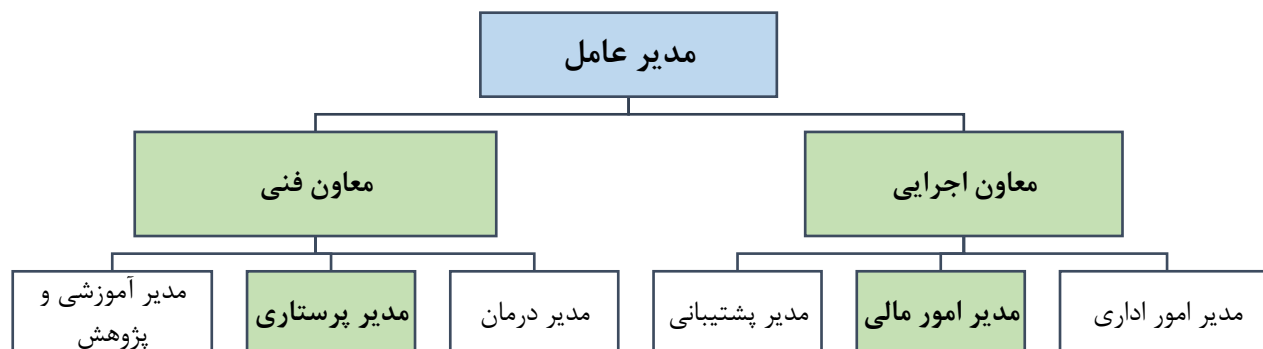 مدیر عامل
معاون اجرایی
معاون فنی
مدیر امور اداری
مدیر امور مالی
مدیر پشتیبانی
مدیر درمان
مدیر پرستاری
مدیر آموزشی و
پژوهش